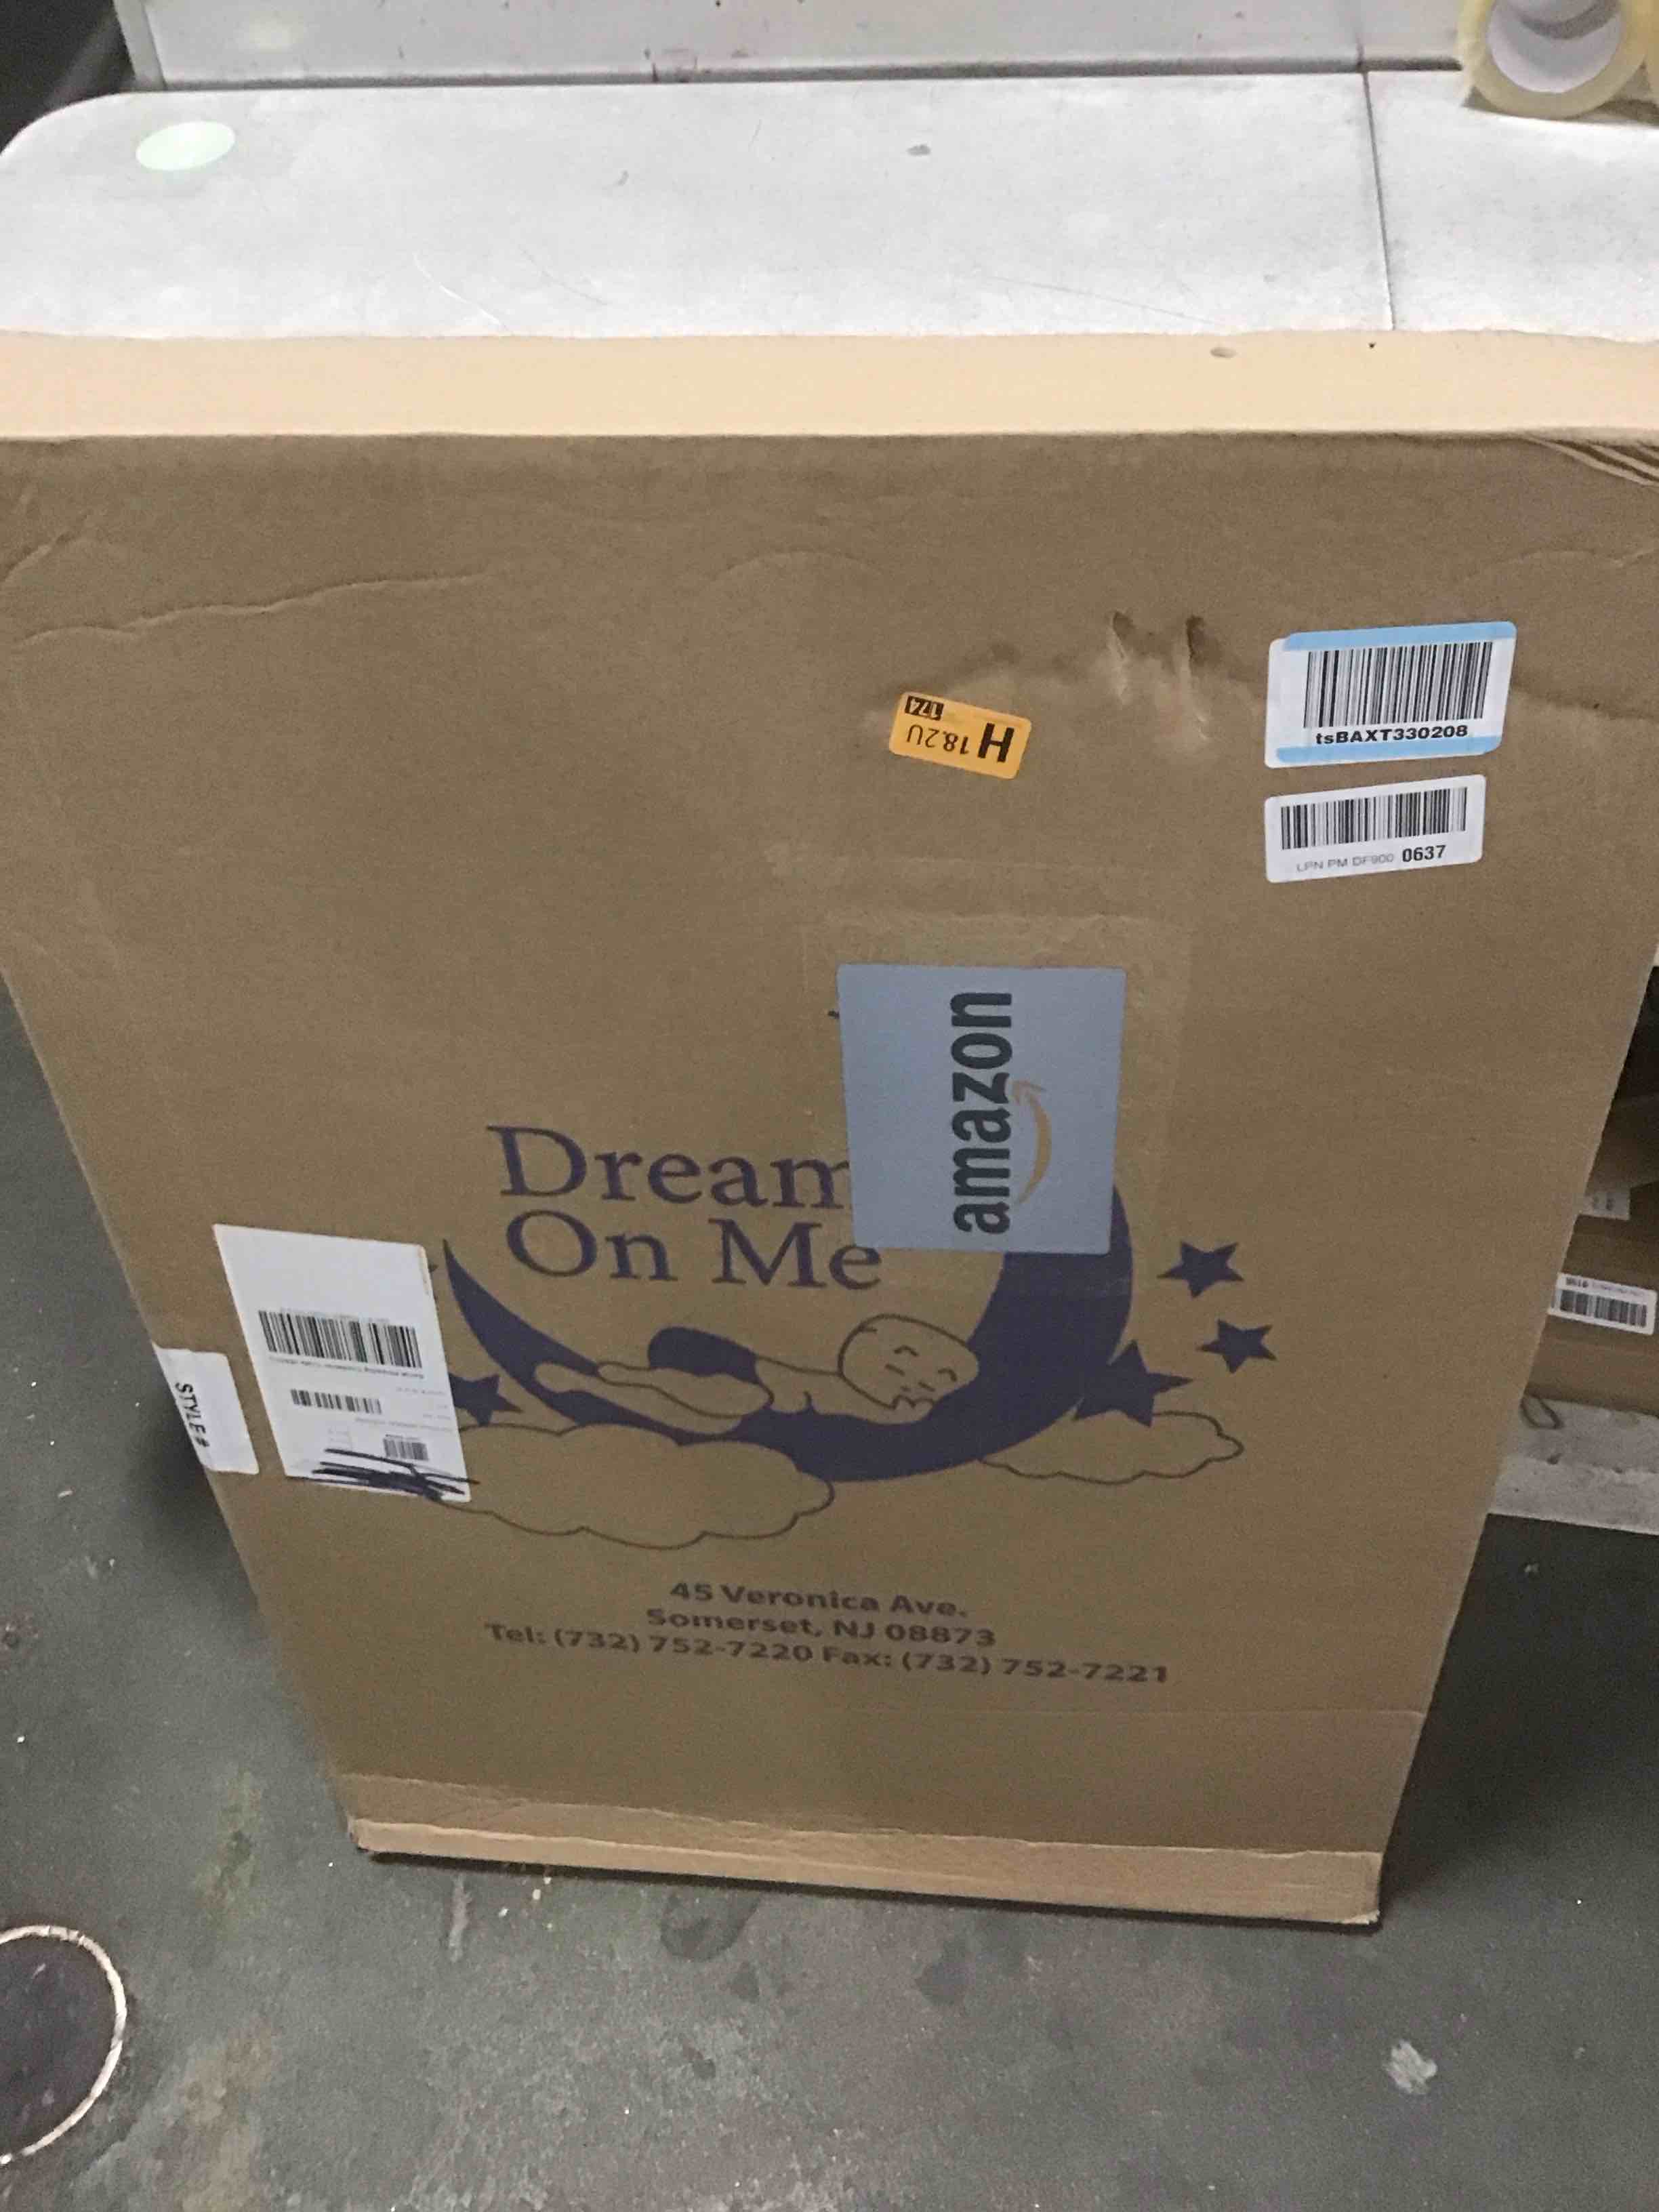 174
H 18.2U
tsBAXT330208
LPN PM DF900 0637
amazon
Dream
On Me
STYLE #
45 Veronica Ave.
Somerset, NJ 08873
Tel: (732) 752-7220 Fax: (732) 752-7221